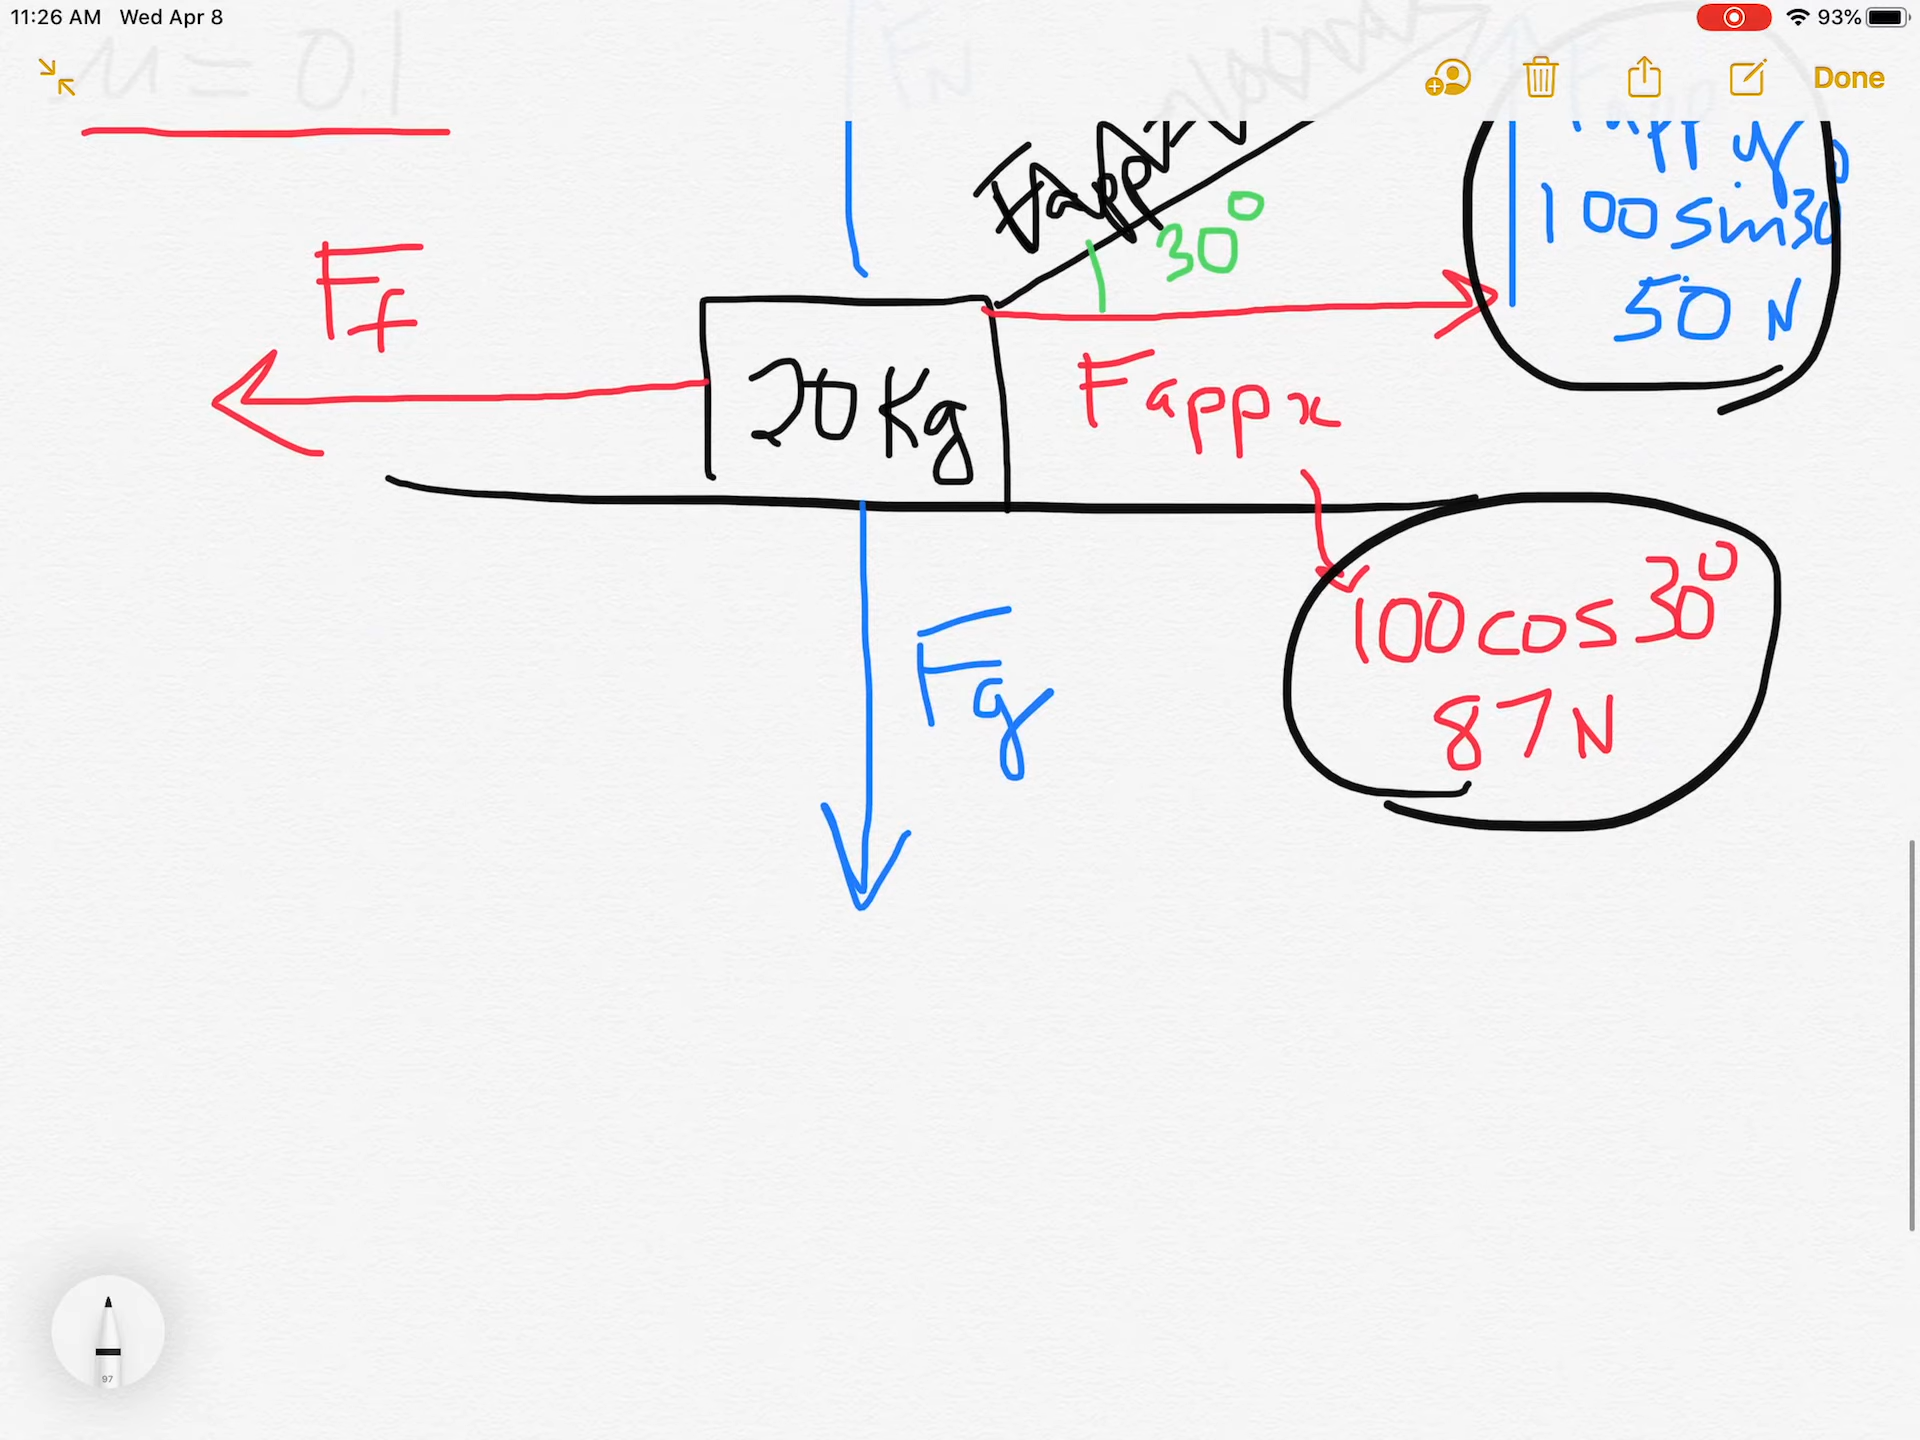 11:26 AM Wed Apr 8
93%
Done
Fapp
30°
Ff
100 sin30
50 N
20 Kg
Fapp x
Fg
100 cos 30°
87 N
97